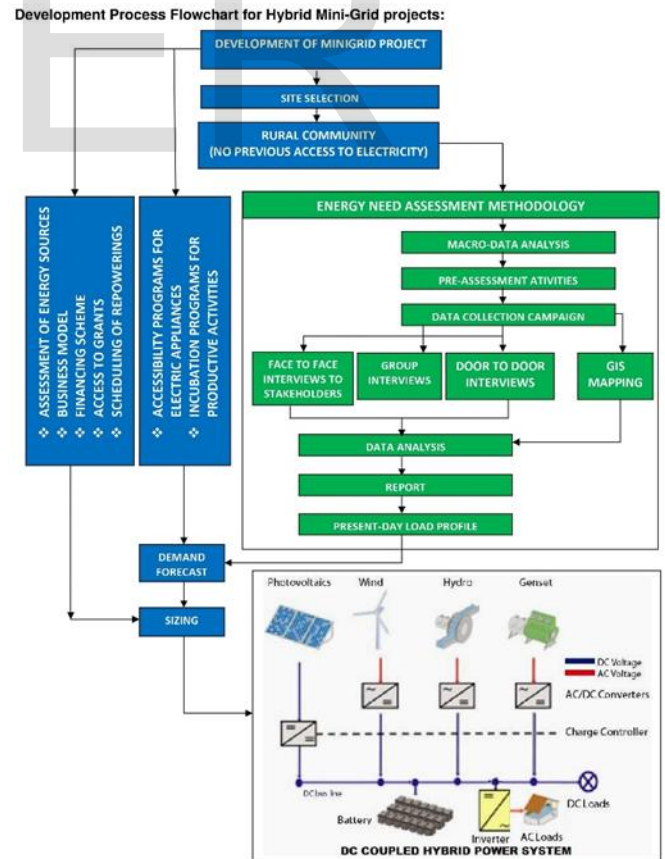 Development Process Flowchart for Hybrid Mini-Grid projects:
ER
DEVELOPMENT OF MINIGRID PROJECT
SITE SELECTION
RURAL COMMUNITY
(NO PREVIOUS ACCESS TO ELECTRICITY)
❖ ASSESSMENT OF ENERGY SOURCES
❖ BUSINESS MODEL
❖ FINANCING SCHEME
❖ ACCESS TO GRANTS
❖ SCHEDULING OF REPOWERINGS
❖ ACCESSIBILITY PROGRAMS FOR
ELECTRIC APPLIANCES
❖ INCUBATION PROGRAMS FOR
PRODUCTIVE ACTIVITIES
ENERGY NEED ASSESSMENT METHODOLOGY
MACRO-DATA ANALYSIS
PRE-ASSESSMENT ATIVITIES
DATA COLLECTION CAMPAIGN
FACE TO FACE
INTERVIEWS TO
STAKEHOLDERS
GROUP
INTERVIEWS
DOOR TO DOOR
INTERVIEWS
GIS
MAPPING
DATA ANALYSIS
REPORT
PRESENT-DAY LOAD PROFILE
DEMAND
FORECAST
SIZING
Photovoltaics
Wind
Hydro
Genset
DC Voltage
AC Voltage
AC/DC Converters
Charge Controller
DC bus line
DC Loads
Battery
Inverter
AC Loads
DC COUPLED HYBRID POWER SYSTEM